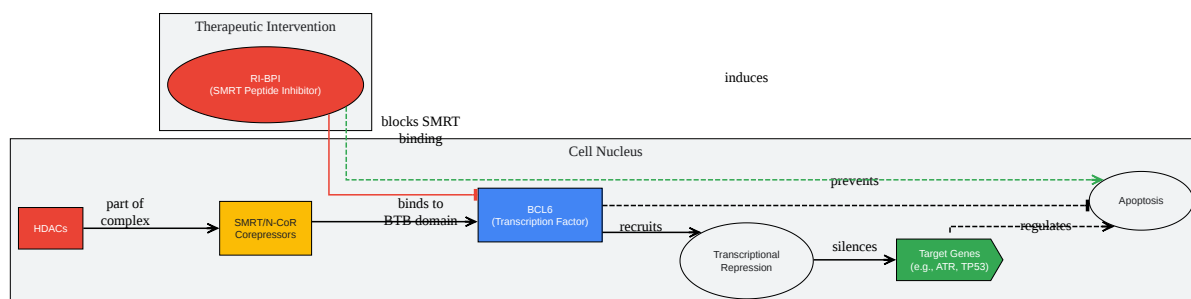 Therapeutic Intervention
RI-BPI
(SMRT Peptide Inhibitor)
induces
blocks SMRT
binding
Cell Nucleus
prevents
part of
complex
binds to
BTB domain
HDACs
SMRT/N-CoR
Corepressors
BCL6
(Transcription Factor)
recruits
Apoptosis
regulates
Transcriptional
Repression
silences
Target Genes
(e.g., ATR, TP53)